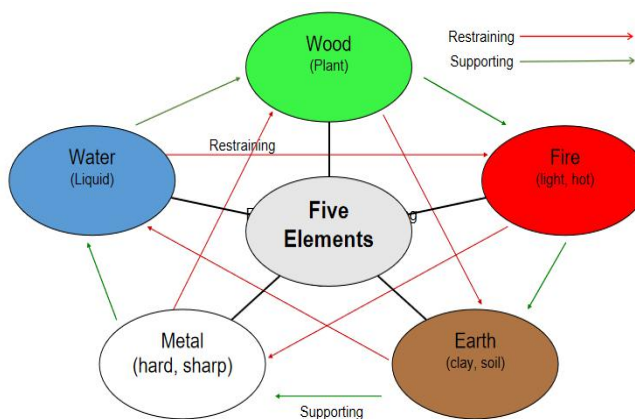 Wood
(Plant)
Restraining
Supporting
Water
(Liquid)
Restraining
Fire
(light, hot)
Five
Elements
g
Metal
(hard, sharp)
Earth
(clay, soil)
Supporting